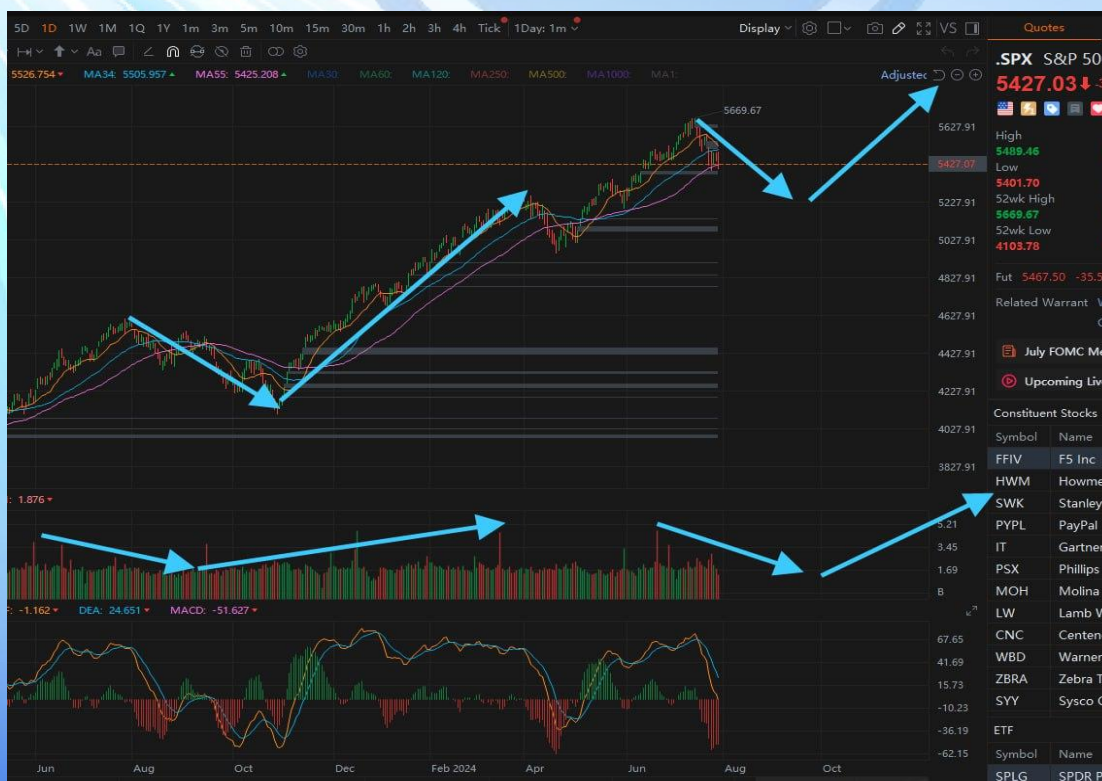 5D 1D 1W 1M 1Q 1Y 1m 3m 5m 10m 15m 30m 1h 2h 3h 4h Tick 1Day: 1m Display VS
Aa
5526.754 MA34: 5505.957 MA55: 5425.208 MA30: MA60: MA120: MA250: MA500: MA1000: MA1: Adjusted
5669.67
5627.91
5427.07
5227.91
5027.91
4827.91
4627.91
4427.91
4227.91
4027.91
3827.91
1.876
5.21
3.45
1.69
B
-1.162 DEA: 24.651 MACD: -51.627
67.65
41.69
15.73
-10.23
-36.19
-62.15
Jun Aug Oct Dec Feb 2024 Apr Jun Aug Oct
Quotes
.SPX S&P 50
5427.03
High
5489.46
Low
5401.70
52wk High
5669.67
52wk Low
4103.78
Fut 5467.50 -35.5
Related Warrant
July FOMC Me
Upcoming Liv
Constituent Stocks
Symbol Name
FFIV F5 Inc
HWM Howme
SWK Stanley
PYPL PayPal
IT Gartner
PSX Phillips
MOH Molina
LW Lamb W
CNC Centene
WBD Warner
ZBRA Zebra T
SYY Sysco C
ETF
Symbol Name
SPLG SPDR P